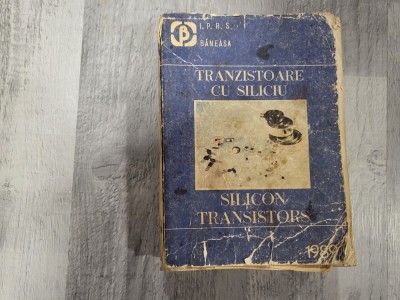 I. P. R. S.
BĂNEASA
TRANZISTOARE
CU SILICIU
SILICON
TRANSISTORS